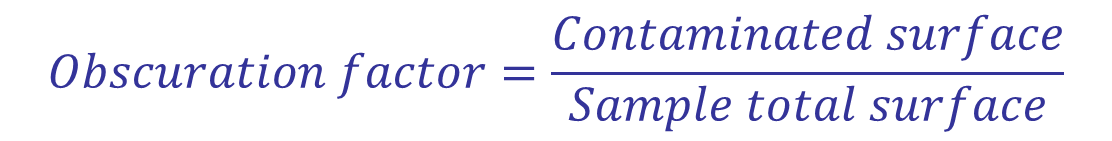 Obscuration factor = Contaminated surface / Sample total surface